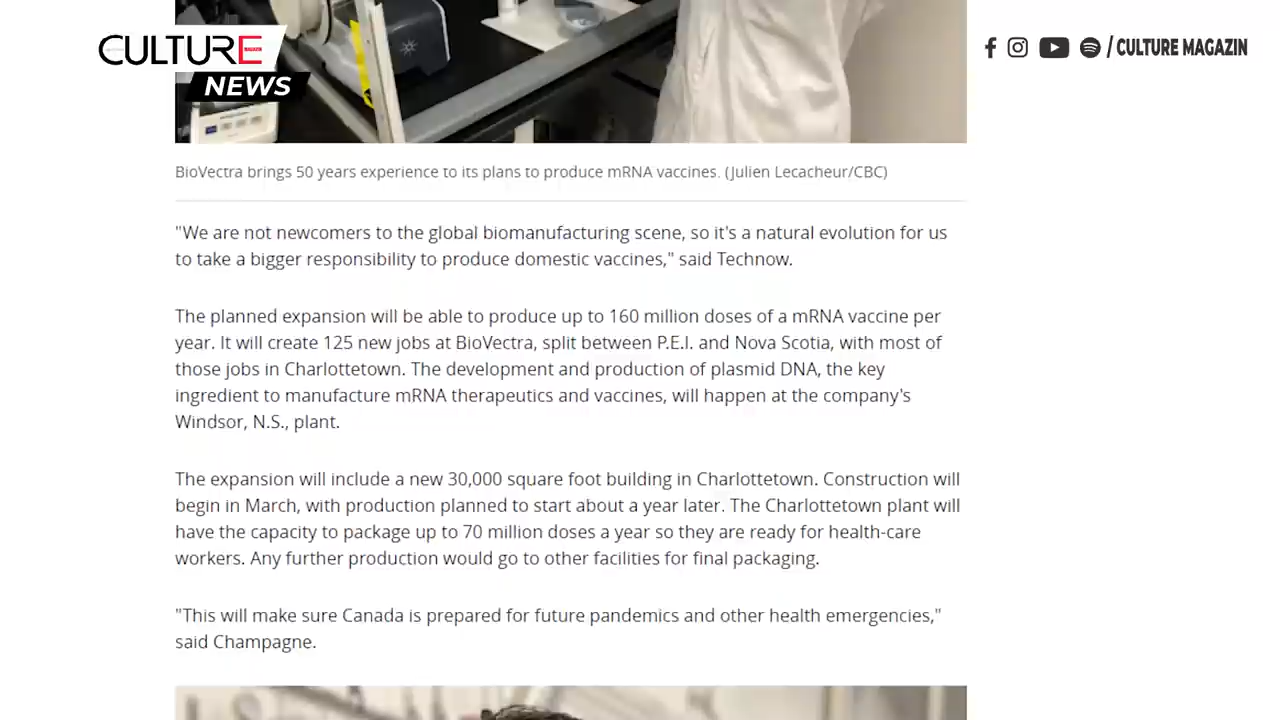 CULTURE
NEWS
/ CULTURE MAGAZIN
BioVectra brings 50 years experience to its plans to produce mRNA vaccines. (Julien Lecacheur/CBC)
"We are not newcomers to the global biomanufacturing scene, so it's a natural evolution for us
to take a bigger responsibility to produce domestic vaccines," said Technow.
The planned expansion will be able to produce up to 160 million doses of a mRNA vaccine per
year. It will create 125 new jobs at BioVectra, split between P.E.I. and Nova Scotia, with most of
those jobs in Charlottetown. The development and production of plasmid DNA, the key
ingredient to manufacture mRNA therapeutics and vaccines, will happen at the company's
Windsor, N.S., plant.
The expansion will include a new 30,000 square foot building in Charlottetown. Construction will
begin in March, with production planned to start about a year later. The Charlottetown plant will
have the capacity to package up to 70 million doses a year so they are ready for health-care
workers. Any further production would go to other facilities for final packaging.
"This will make sure Canada is prepared for future pandemics and other health emergencies,"
said Champagne.